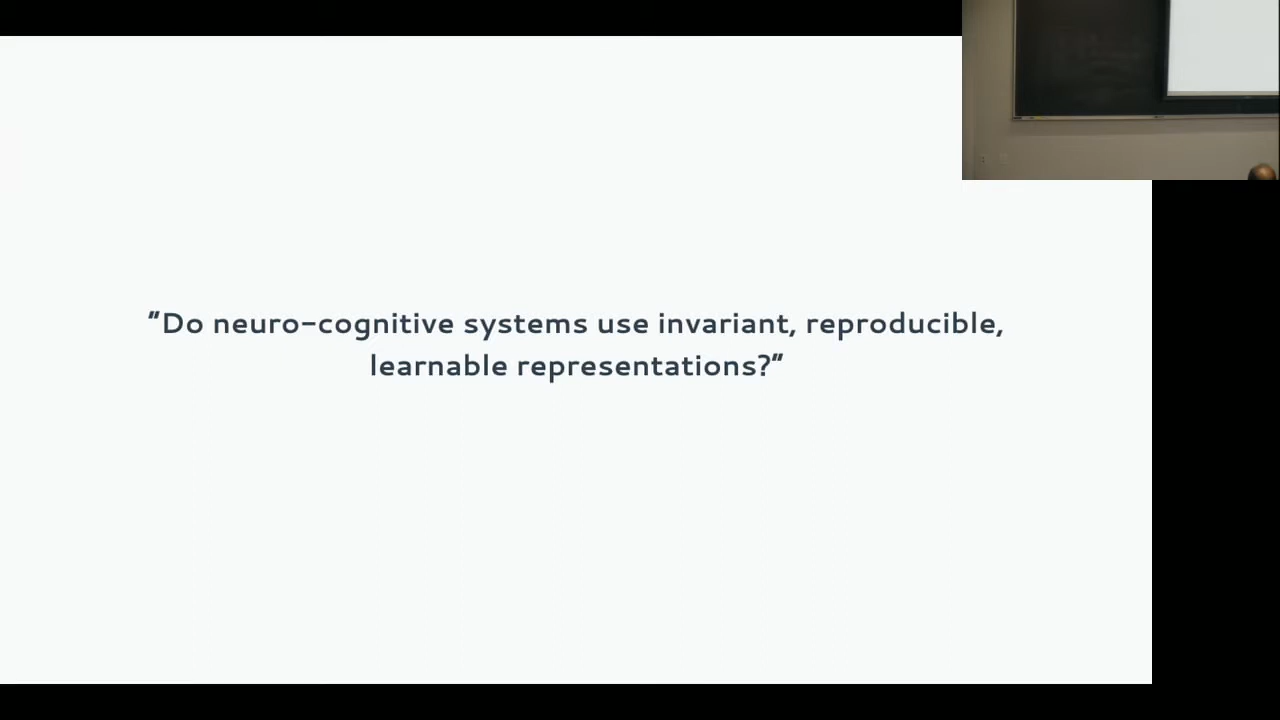 "Do neuro-cognitive systems use invariant, reproducible,
learnable representations?"